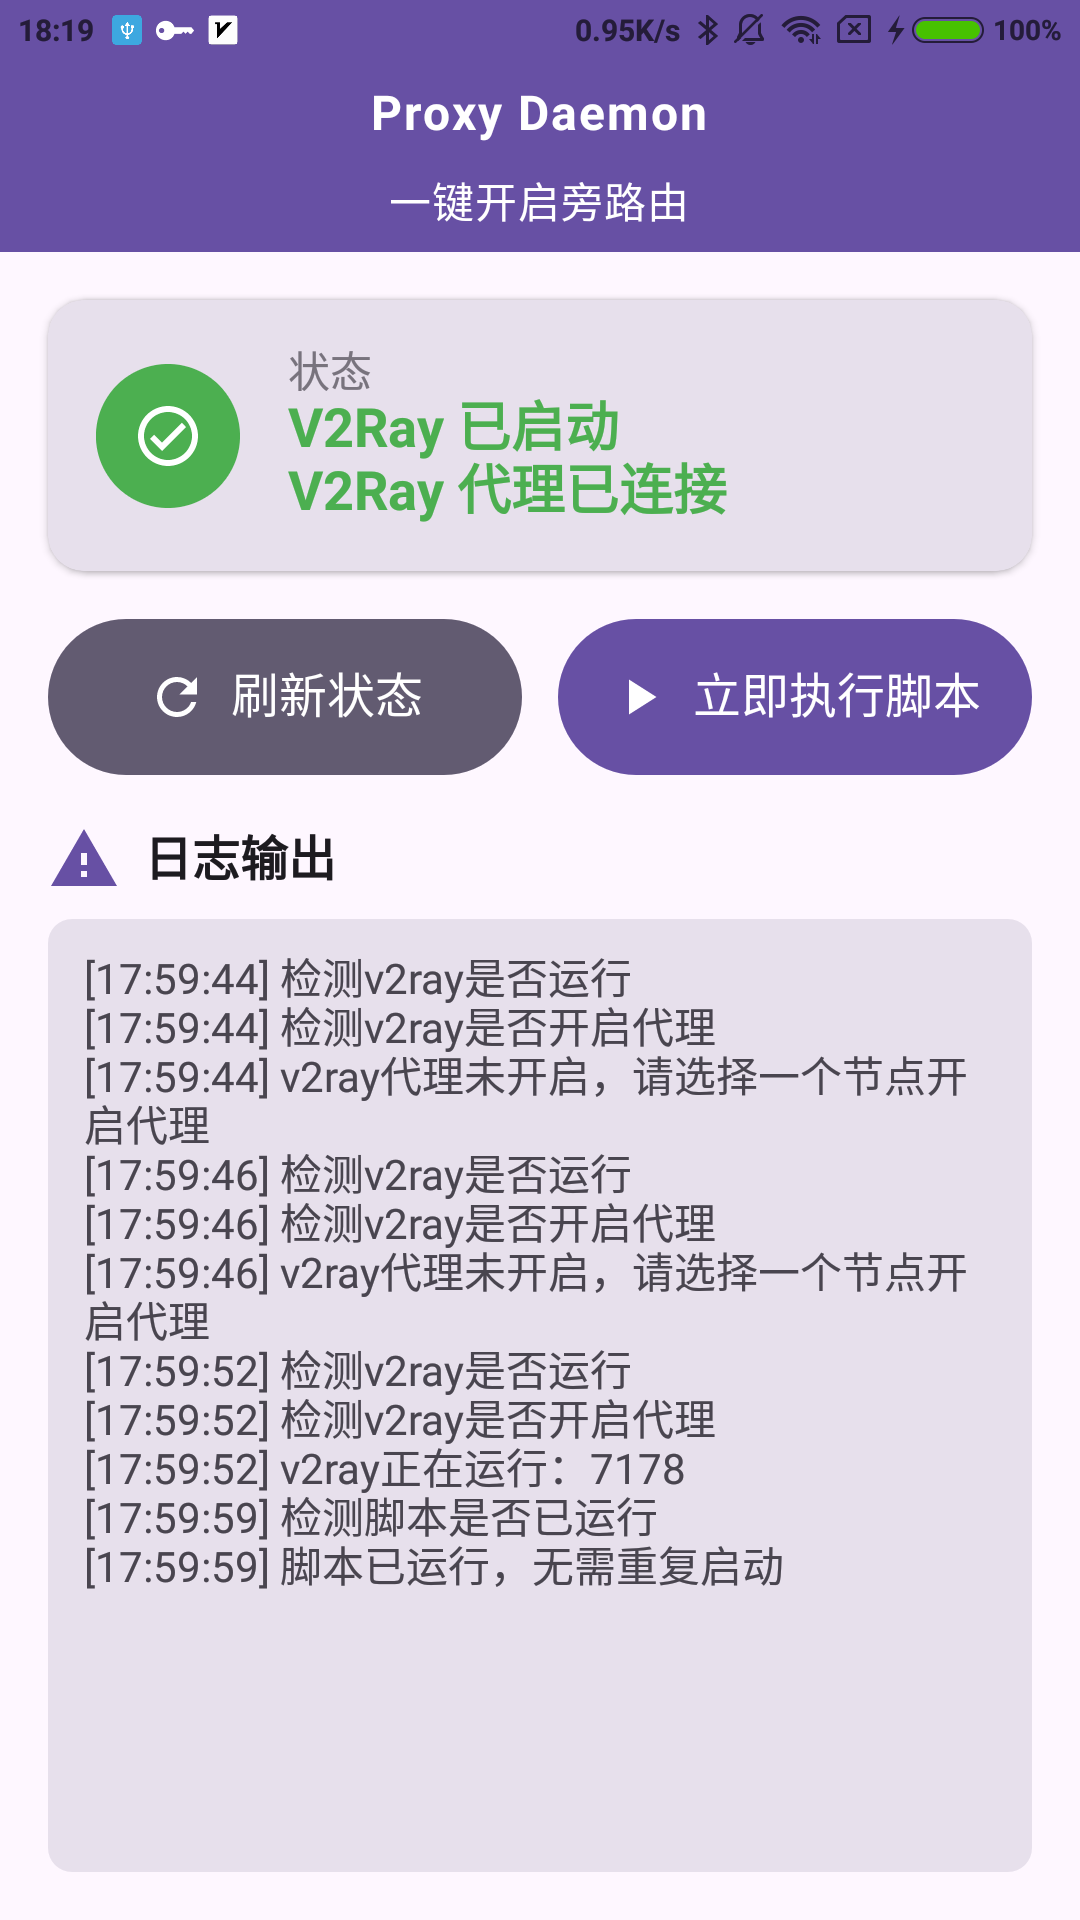 18:19 0.95K/s 100%
Proxy Daemon
一键开启旁路由
状态
V2Ray 已启动
V2Ray 代理已连接
刷新状态 立即执行脚本
日志输出
[17:59:44] 检测v2ray是否运行
[17:59:44] 检测v2ray是否开启代理
[17:59:44] v2ray代理未开启，请选择一个节点开
启代理
[17:59:46] 检测v2ray是否运行
[17:59:46] 检测v2ray是否开启代理
[17:59:46] v2ray代理未开启，请选择一个节点开
启代理
[17:59:52] 检测v2ray是否运行
[17:59:52] 检测v2ray是否开启代理
[17:59:52] v2ray正在运行：7178
[17:59:59] 检测脚本是否已运行
[17:59:59] 脚本已运行，无需重复启动